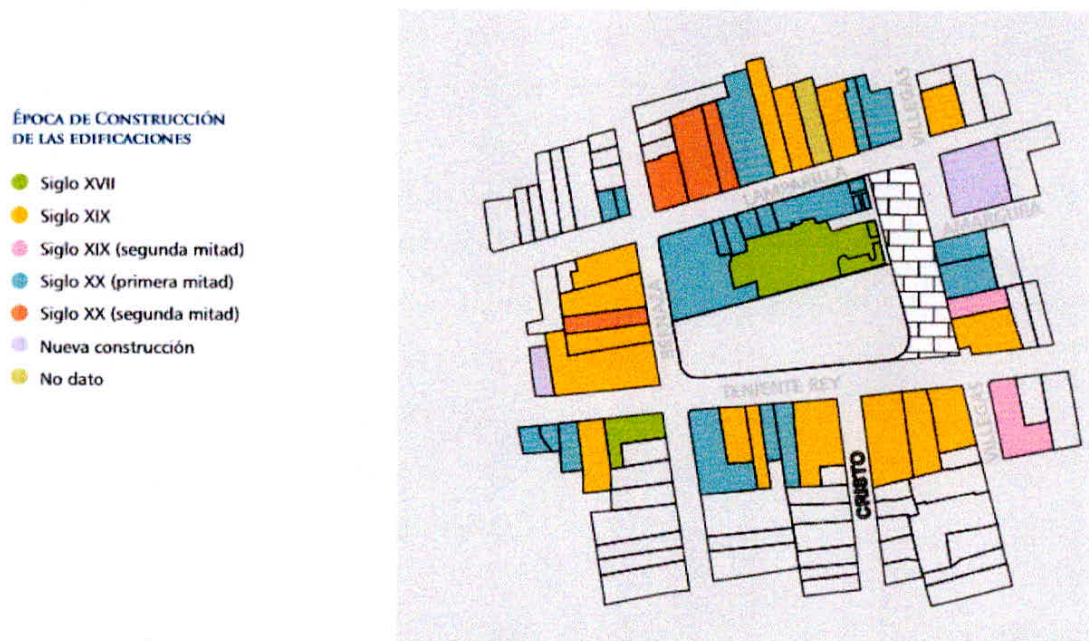 ÉPOCA DE CONSTRUCCIÓN
DE LAS EDIFICACIONES
Siglo XVII
Siglo XIX
Siglo XIX (segunda mitad)
Siglo XX (primera mitad)
Siglo XX (segunda mitad)
Nueva construcción
No dato
VILLEGAS
LAMPARILLA
AMARGURA
BERNAZA
TENIENTE REY
VILLEGAS
CRISTO